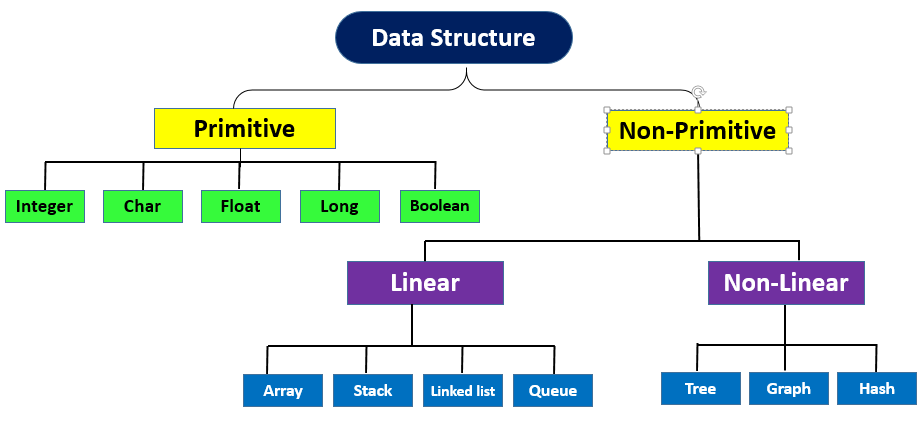 Data Structure
Primitive
Non-Primitive
Integer
Char
Float
Long
Boolean
Linear
Non-Linear
Array
Stack
Linked list
Queue
Tree
Graph
Hash